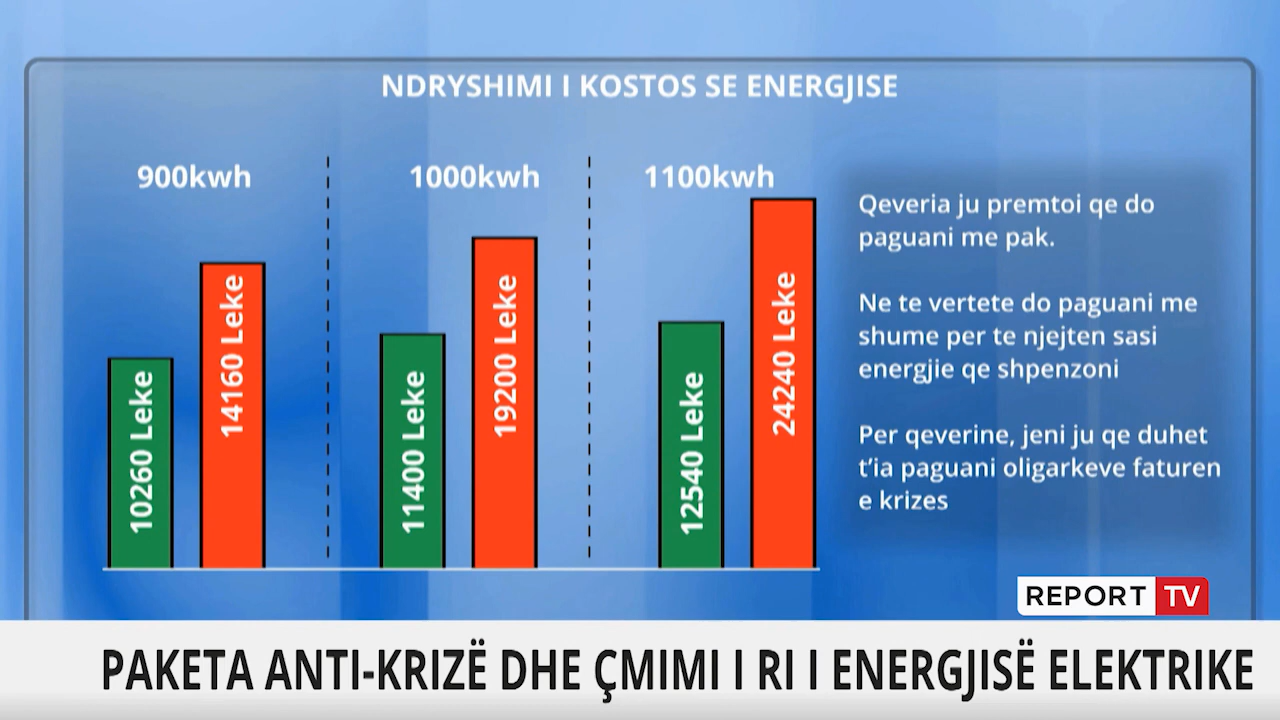 NDRYSHIMI I KOSTOS SE ENERGJISE
900kwh
1000kwh
1100kwh
10260 Leke
14160 Leke
11400 Leke
19200 Leke
12540 Leke
24240 Leke
Qeveria ju premtoi qe do
paguani me pak.
Ne te vertete do paguani me
shume per te njejten sasi
energjie qe shpenzoni
Per qeverine, jeni ju qe duhet
t’ia paguani oligarkeve faturen
e krizes
REPORT TV
PAKETA ANTI-KRIZË DHE ÇMIMI I RI I ENERGJISË ELEKTRIKE